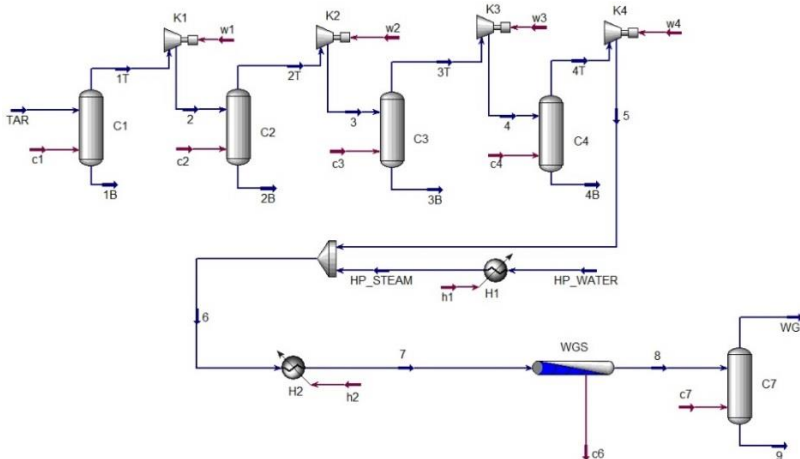 K1
w1
K2
w2
K3
w3
K4
w4
1T
2T
3T
4T
TAR
2
3
4
5
C1
C2
C3
C4
c1
c2
c3
c4
1B
2B
3B
4B
HP_STEAM
HP_WATER
h1
H1
6
7
WGS
8
WG
H2
h2
C7
c7
c6
9